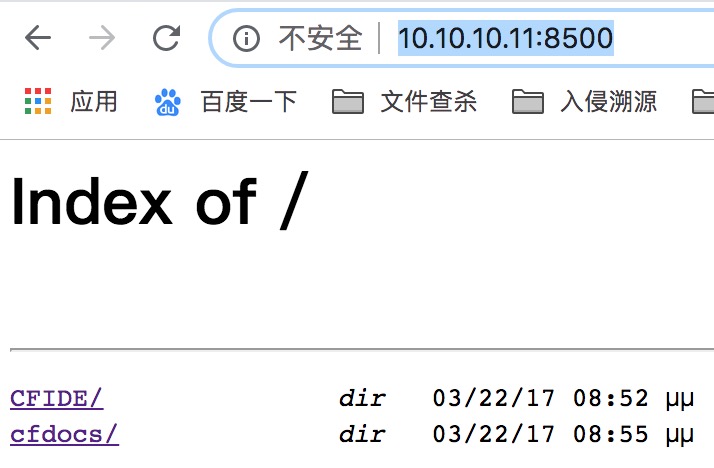 不安全 10.10.10.11:8500
应用 百度一下 文件查杀 入侵溯源
Index of /
CFIDE/ dir 03/22/17 08:52 μμ
cfdocs/ dir 03/22/17 08:55 μμ